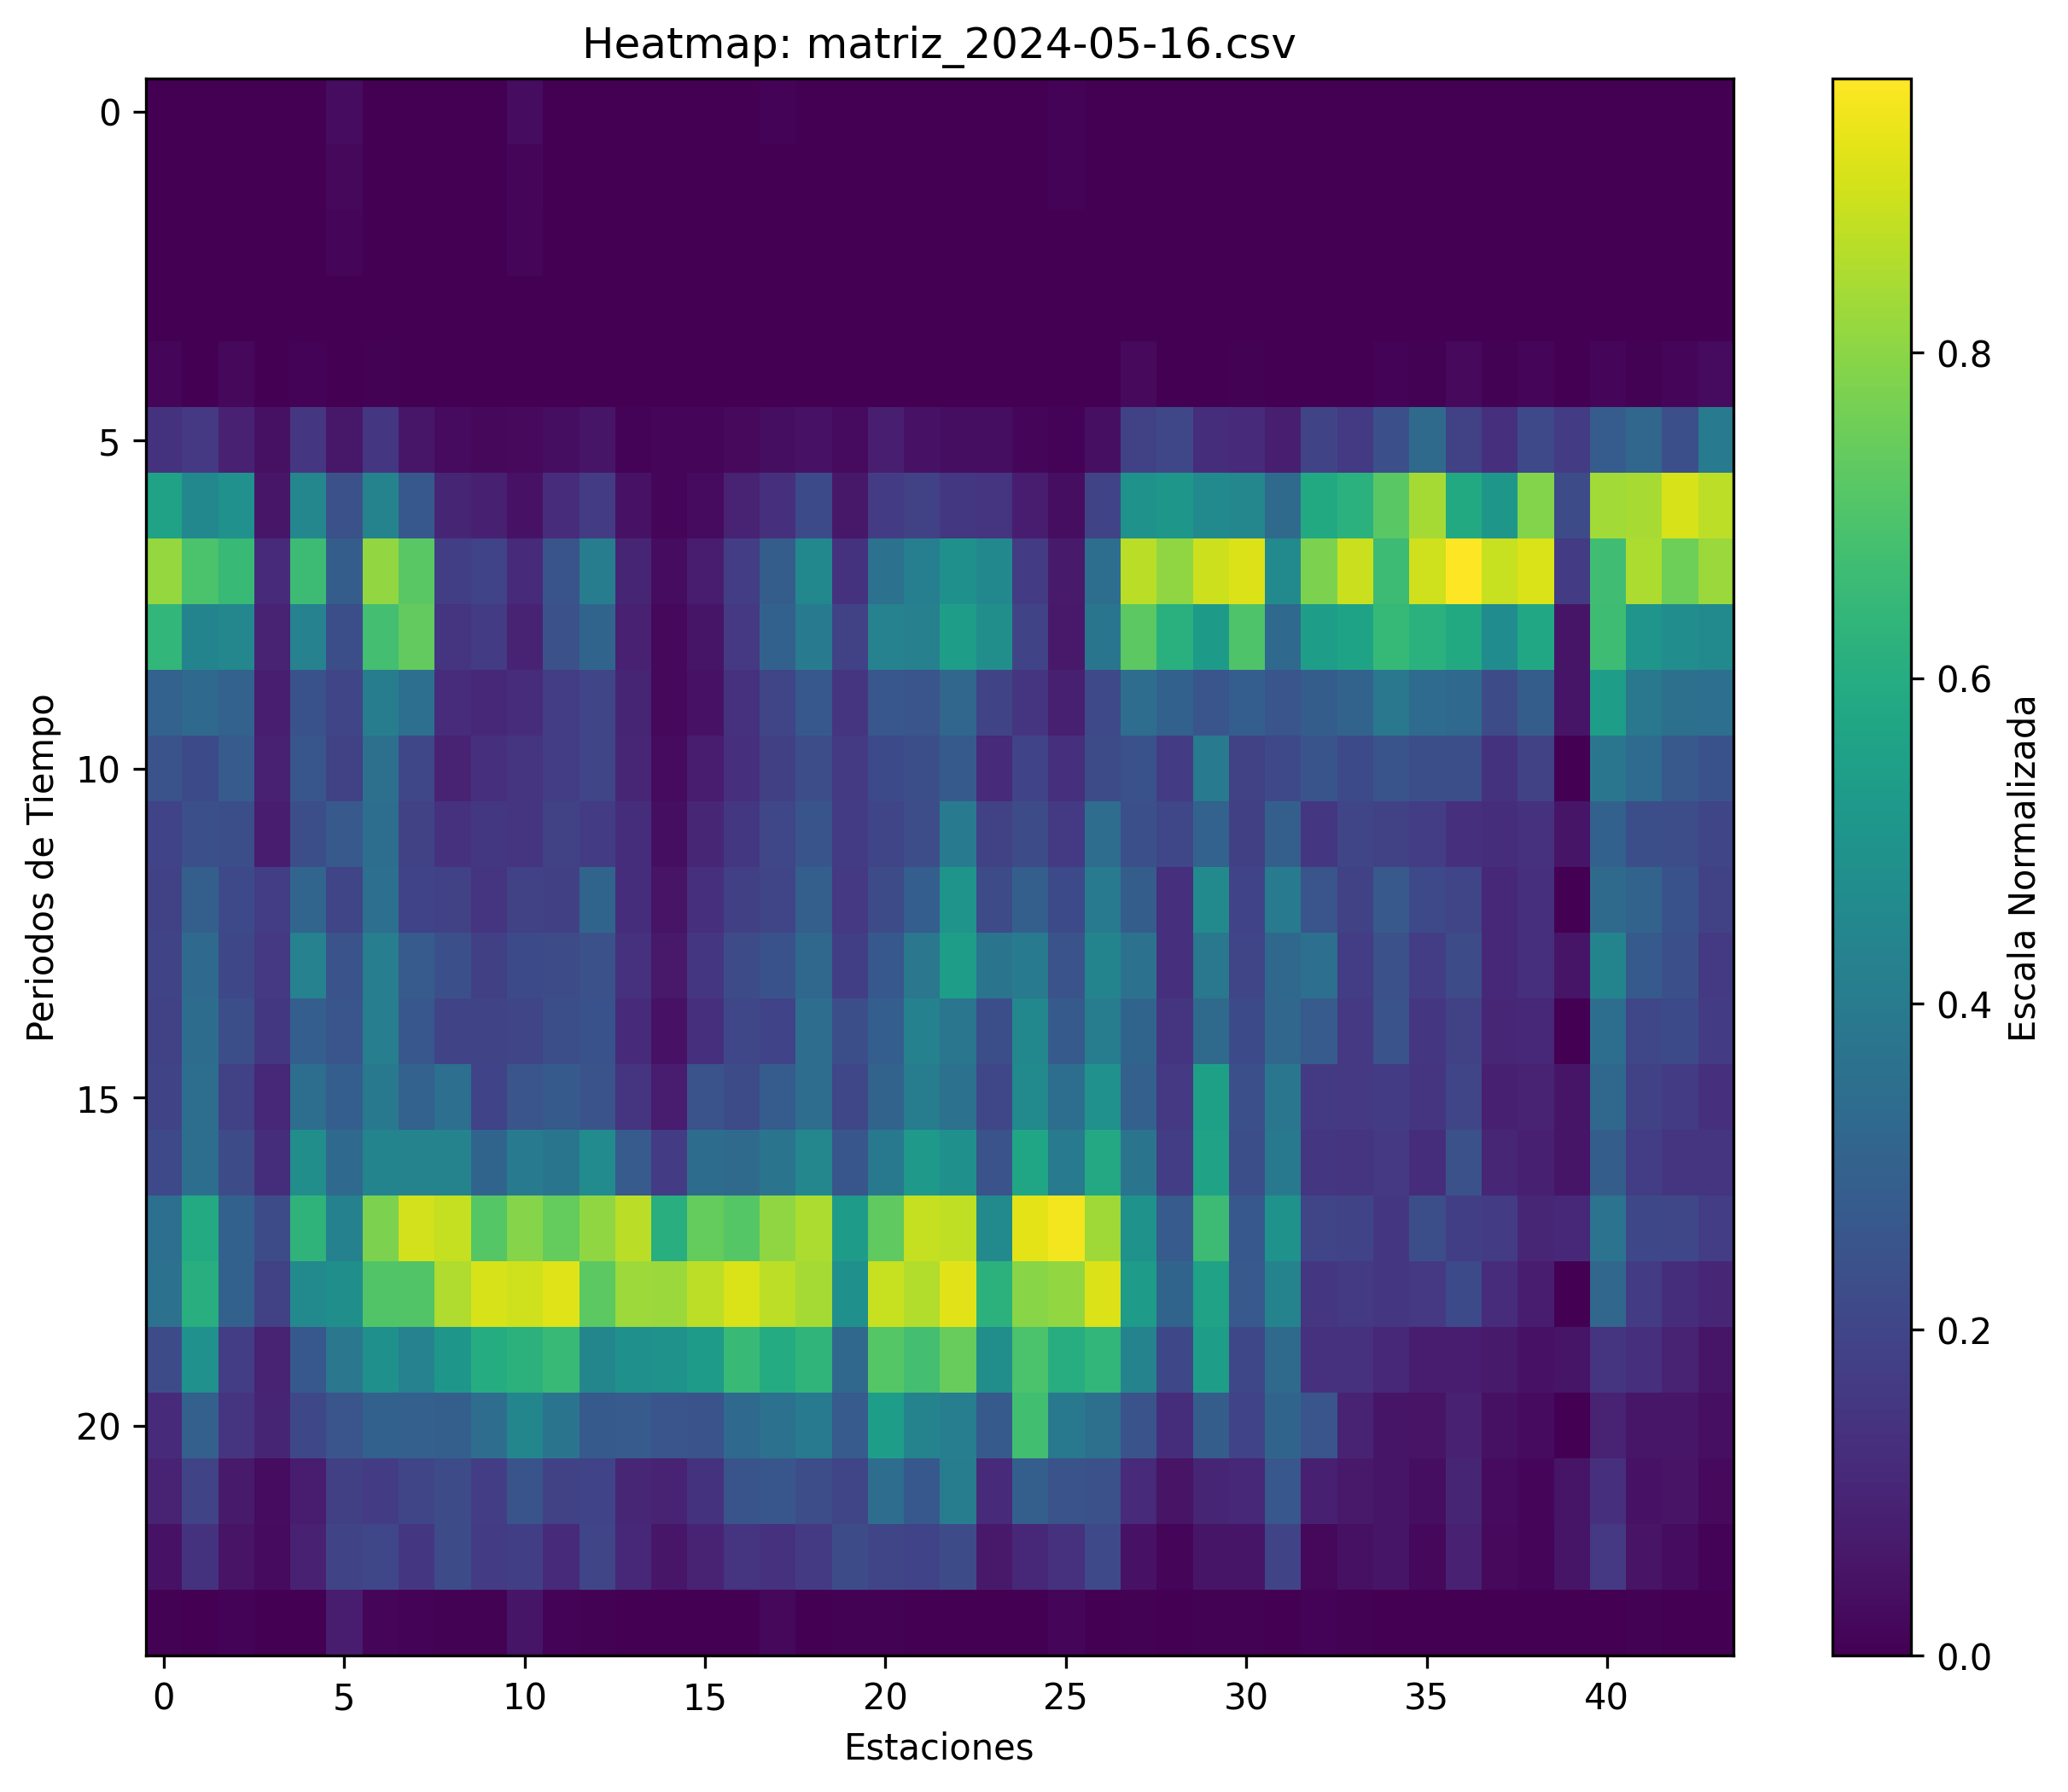 Heatmap: matriz_2024-05-16.csv
0
5
10
15
20
Periodos de Tiempo
0 5 10 15 20 25 30 35 40
Estaciones
0.8
0.6
0.4
0.2
0.0
Escala Normalizada